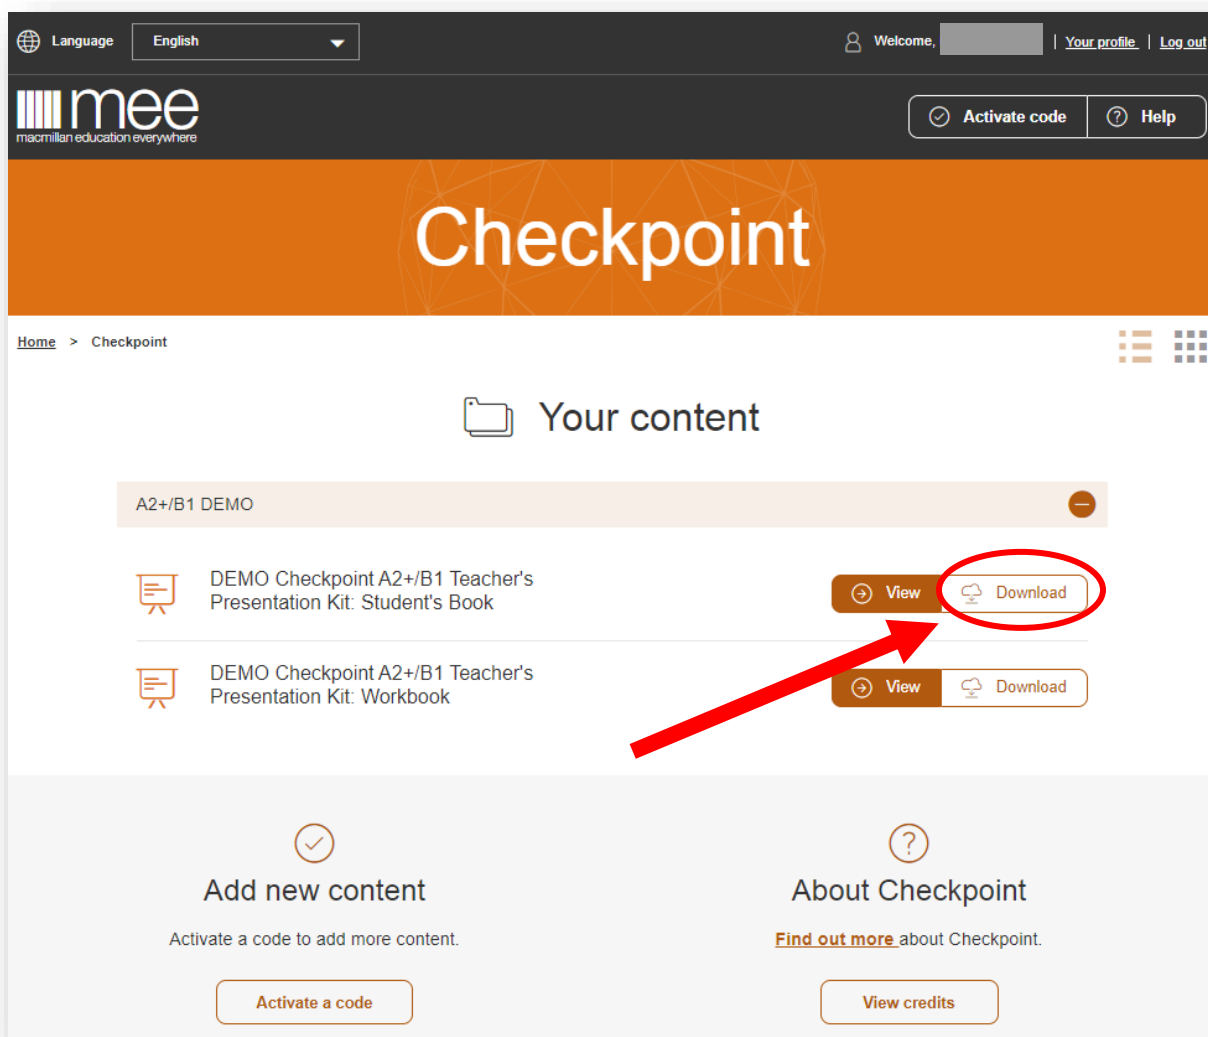 Language English Welcome, | Your profile | Log out
mee
macmillan education everywhere
Activate code Help
Checkpoint
Home > Checkpoint
Your content
A2+/B1 DEMO
DEMO Checkpoint A2+/B1 Teacher's
Presentation Kit: Student's Book
View Download
DEMO Checkpoint A2+/B1 Teacher's
Presentation Kit: Workbook
View Download
Add new content
Activate a code to add more content.
Activate a code
About Checkpoint
Find out more about Checkpoint.
View credits